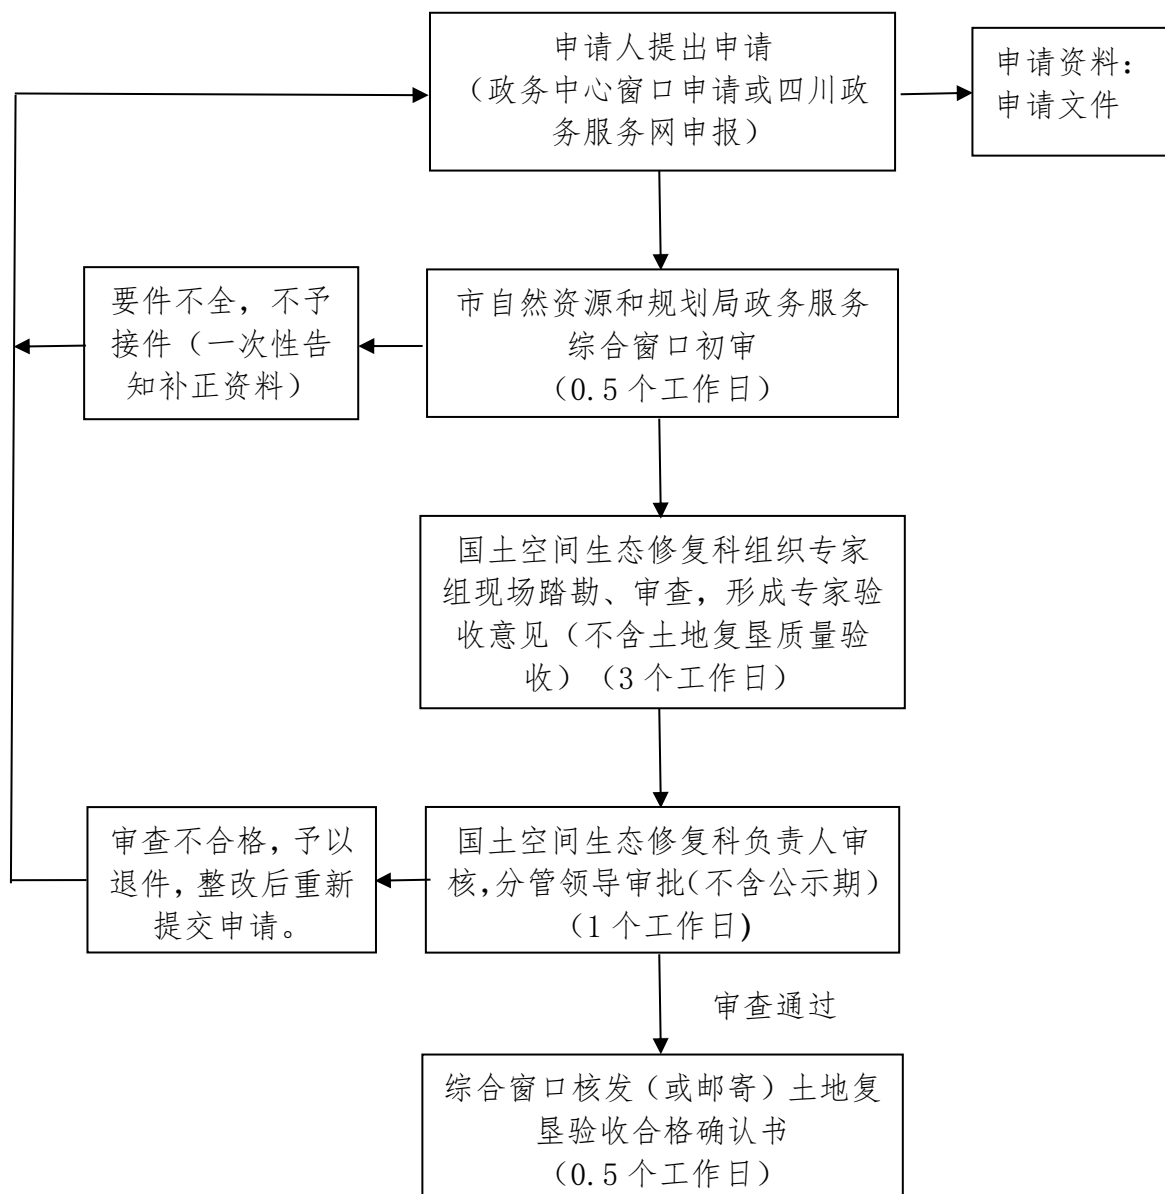 申请人提出申请
（政务中心窗口申请或四川政
务服务网申报）
申请资料：
申请文件
市自然资源和规划局政务服务
综合窗口初审
（0.5 个工作日）
要件不全，不予
接件（一次性告
知补正资料）
国土空间生态修复科组织专家
组现场踏勘、审查，形成专家验
收意见（不含土地复垦质量验
收）（3 个工作日）
国土空间生态修复科负责人审
核，分管领导审批（不含公示期）
（1 个工作日)
审查不合格，予以
退件，整改后重新
提交申请。
审查通过
综合窗口核发（或邮寄）土地复
垦验收合格确认书
（0.5 个工作日）